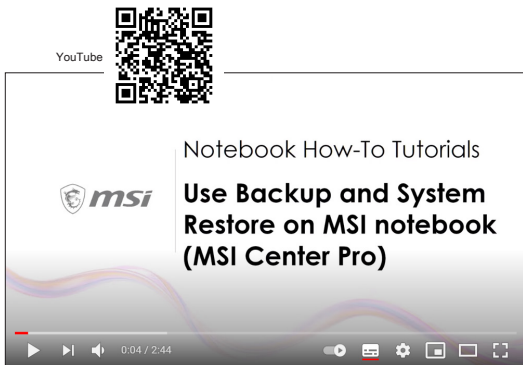 YouTube
Notebook How-To Tutorials
msi
Use Backup and System
Restore on MSI notebook
(MSI Center Pro)
0:04 / 2:44